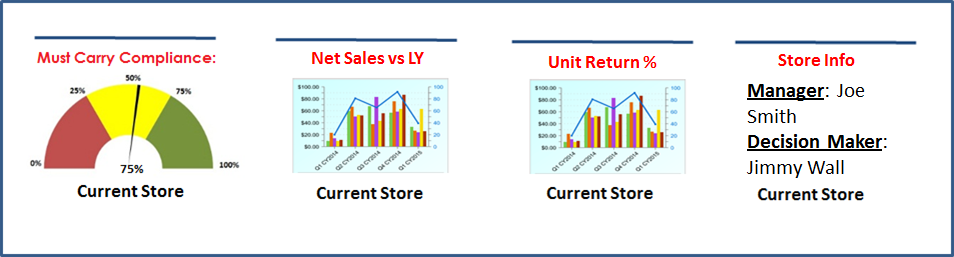 Must Carry Compliance:
50%
25%
75%
0%
100%
75%
Current Store
Net Sales vs LY
$100.00
$80.00
$60.00
$40.00
$20.00
$0.00
100
80
60
40
20
0
Q1 CY2014
Q2 CY2014
Q3 CY2014
Q4 CY2014
Q1 CY2015
Current Store
Unit Return %
$100.00
$80.00
$60.00
$40.00
$20.00
$0.00
100
80
60
40
20
0
Q1 CY2014
Q2 CY2014
Q3 CY2014
Q4 CY2014
Q1 CY2015
Current Store
Store Info
Manager: Joe
Smith
Decision Maker:
Jimmy Wall
Current Store